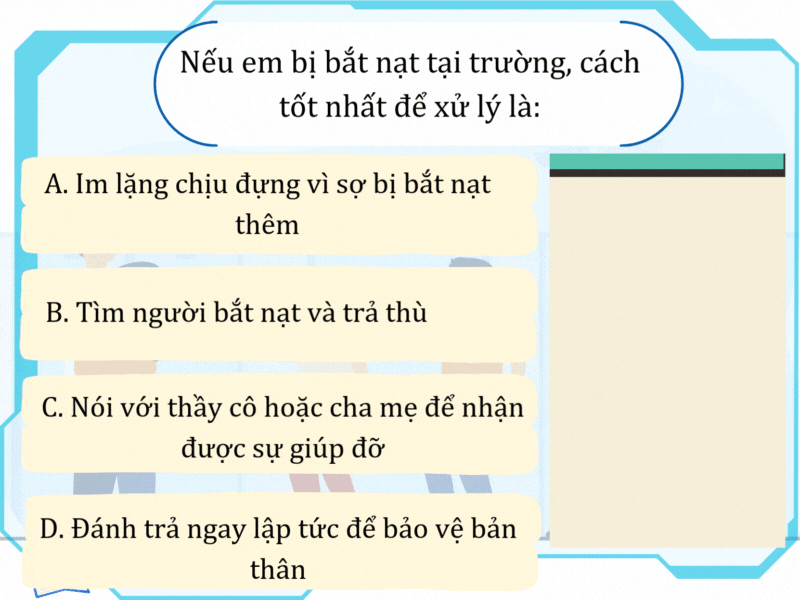 Nếu em bị bắt nạt tại trường, cách
tốt nhất để xử lý là:
A. Im lặng chịu đựng vì sợ bị bắt nạt
thêm
B. Tìm người bắt nạt và trả thù
C. Nói với thầy cô hoặc cha mẹ để nhận
được sự giúp đỡ
D. Đánh trả ngay lập tức để bảo vệ bản
thân